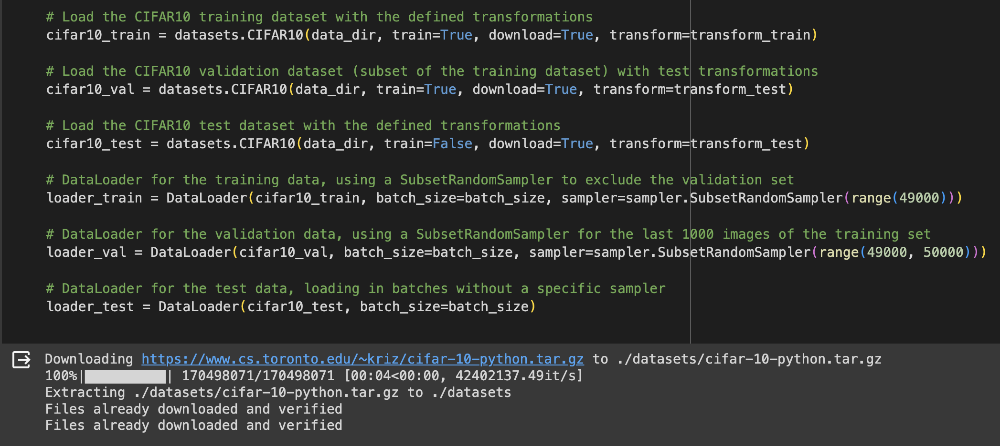 # Load the CIFAR10 training dataset with the defined transformations
cifar10_train = datasets.CIFAR10(data_dir, train=True, download=True, transform=transform_train)
# Load the CIFAR10 validation dataset (subset of the training dataset) with test transformations
cifar10_val = datasets.CIFAR10(data_dir, train=True, download=True, transform=transform_test)
# Load the CIFAR10 test dataset with the defined transformations
cifar10_test = datasets.CIFAR10(data_dir, train=False, download=True, transform=transform_test)
# DataLoader for the training data, using a SubsetRandomSampler to exclude the validation set
loader_train = DataLoader(cifar10_train, batch_size=batch_size, sampler=sampler.SubsetRandomSampler(range(49000)))
# DataLoader for the validation data, using a SubsetRandomSampler for the last 1000 images of the training set
loader_val = DataLoader(cifar10_val, batch_size=batch_size, sampler=sampler.SubsetRandomSampler(range(49000, 50000)))
# DataLoader for the test data, loading in batches without a specific sampler
loader_test = DataLoader(cifar10_test, batch_size=batch_size)
Downloading https://www.cs.toronto.edu/~kriz/cifar-10-python.tar.gz to ./datasets/cifar-10-python.tar.gz
100%|██████████| 170498071/170498071 [00:04<00:00, 42402137.49it/s]
Extracting ./datasets/cifar-10-python.tar.gz to ./datasets
Files already downloaded and verified
Files already downloaded and verified